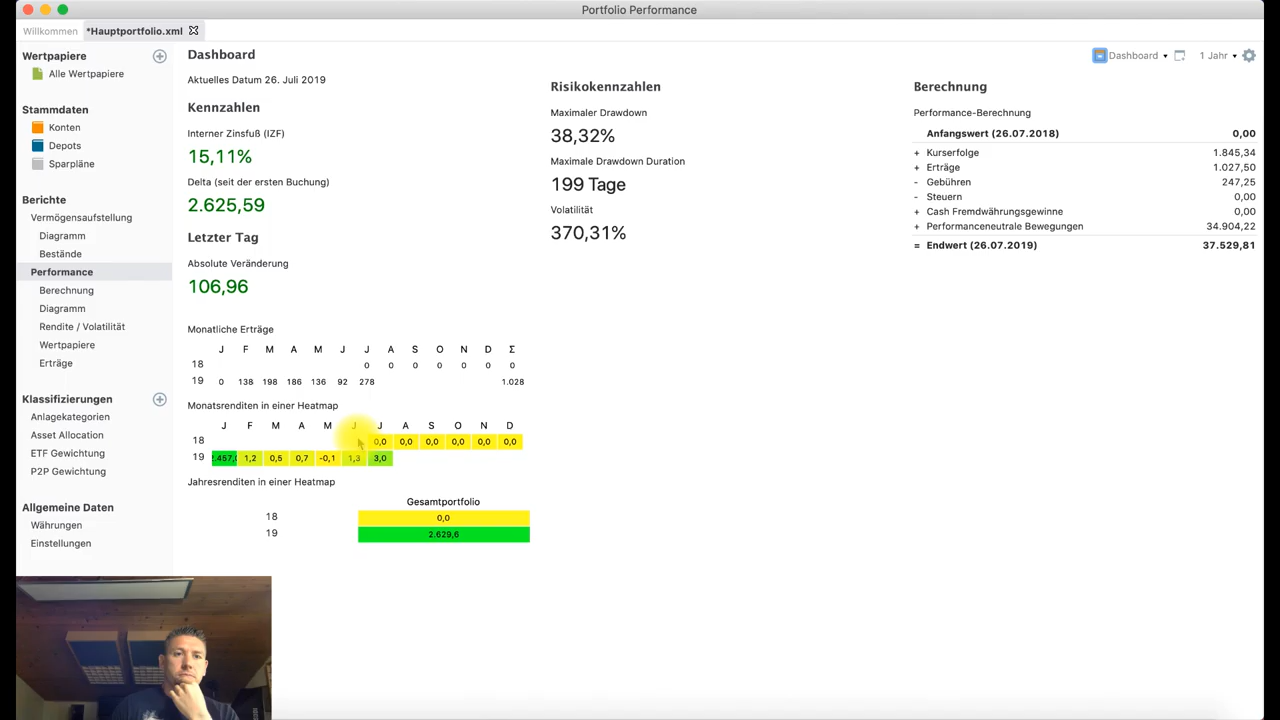 Portfolio Performance
Willkommen
*Hauptportfolio.xml
Wertpapiere
Alle Wertpapiere
Stammdaten
Konten
Depots
Sparpläne
Berichte
Vermögensaufstellung
Diagramm
Bestände
Performance
Berechnung
Diagramm
Rendite / Volatilität
Wertpapiere
Erträge
Klassifizierungen
Anlagekategorien
Asset Allocation
ETF Gewichtung
P2P Gewichtung
Allgemeine Daten
Währungen
Einstellungen
Dashboard
Dashboard
1 Jahr
Aktuelles Datum 26. Juli 2019
Kennzahlen
Interner Zinsfuß (IZF)
15,11%
Delta (seit der ersten Buchung)
2.625,59
Letzter Tag
Absolute Veränderung
106,96
Monatliche Erträge
J F M A M J J A S O N D Σ
18 0 0 0 0 0 0 0
19 0 138 198 186 136 92 278 1.028
Monatsrenditen in einer Heatmap
J F M A M J J A S O N D
18 0,0 0,0 0,0 0,0 0,0 0,0
19 1,2 0,5 0,7 -0,1 1,3 3,0
Jahresrenditen in einer Heatmap
Gesamtportfolio
18 0,0
19 2.629,6
Risikokennzahlen
Maximaler Drawdown
38,32%
Maximale Drawdown Duration
199 Tage
Volatilität
370,31%
Berechnung
Performance-Berechnung
Anfangswert (26.07.2018) 0,00
+ Kurserfolge 1.845,34
+ Erträge 1.027,50
- Gebühren 247,25
- Steuern 0,00
+ Cash Fremdwährungsgewinne 0,00
+ Performanceneutrale Bewegungen 34.904,22
= Endwert (26.07.2019) 37.529,81